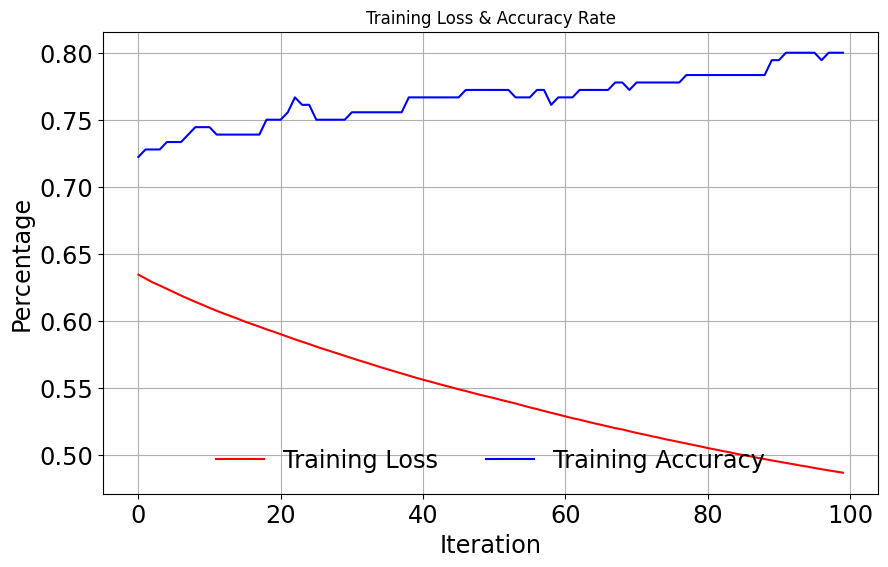 Training Loss & Accuracy Rate
0.80
0.75
0.70
0.65
0.60
0.55
0.50
Percentage
Training Loss
Training Accuracy
0
20
40
60
80
100
Iteration